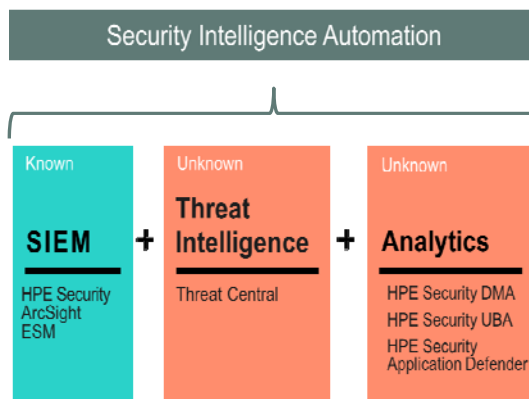 Security Intelligence Automation
Known
SIEM
HPE Security
ArcSight
ESM
+
Unknown
Threat
Intelligence
Threat Central
+
Unknown
Analytics
HPE Security DMA
HPE Security UBA
HPE Security
Application Defender